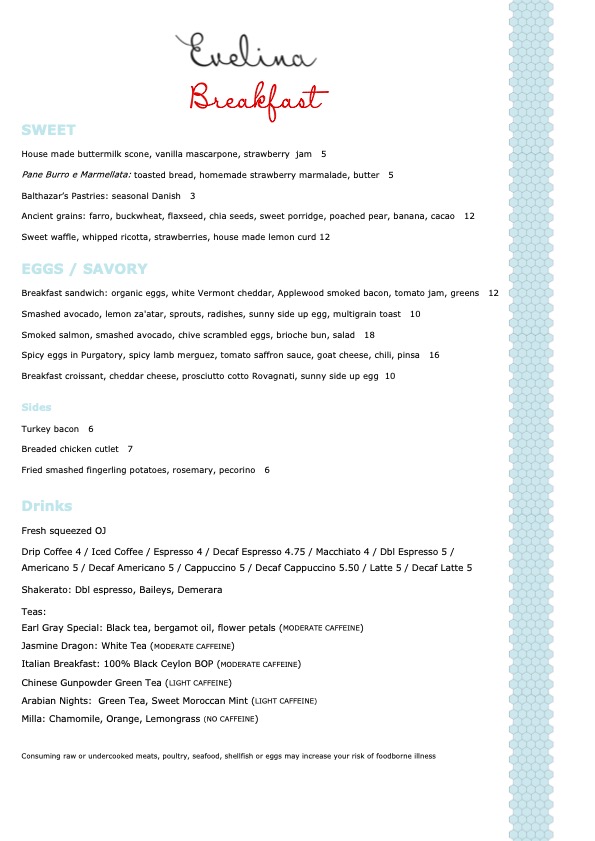 Evelina
Breakfast
SWEET
House made buttermilk scone, vanilla mascarpone, strawberry jam 5
Pane Burro e Marmellata: toasted bread, homemade strawberry marmalade, butter 5
Balthazar's Pastries: seasonal Danish 3
Ancient grains: farro, buckwheat, flaxseed, chia seeds, sweet porridge, poached pear, banana, cacao 12
Sweet waffle, whipped ricotta, strawberries, house made lemon curd 12
EGGS / SAVORY
Breakfast sandwich: organic eggs, white Vermont cheddar, Applewood smoked bacon, tomato jam, greens 12
Smashed avocado, lemon za'atar, sprouts, radishes, sunny side up egg, multigrain toast 10
Smoked salmon, smashed avocado, chive scrambled eggs, brioche bun, salad 18
Spicy eggs in Purgatory, spicy lamb merguez, tomato saffron sauce, goat cheese, chili, pinsa 16
Breakfast croissant, cheddar cheese, prosciutto cotto Rovagnati, sunny side up egg 10
Sides
Turkey bacon 6
Breaded chicken cutlet 7
Fried smashed fingerling potatoes, rosemary, pecorino 6
Drinks
Fresh squeezed OJ
Drip Coffee 4 / Iced Coffee / Espresso 4 / Decaf Espresso 4.75 / Macchiato 4 / Dbl Espresso 5 /
Americano 5 / Decaf Americano 5 / Cappuccino 5 / Decaf Cappuccino 5.50 / Latte 5 / Decaf Latte 5
Shakerato: Dbl espresso, Baileys, Demerara
Teas:
Earl Gray Special: Black tea, bergamot oil, flower petals (MODERATE CAFFEINE)
Jasmine Dragon: White Tea (MODERATE CAFFEINE)
Italian Breakfast: 100% Black Ceylon BOP (MODERATE CAFFEINE)
Chinese Gunpowder Green Tea (LIGHT CAFFEINE)
Arabian Nights: Green Tea, Sweet Moroccan Mint (LIGHT CAFFEINE)
Milla: Chamomile, Orange, Lemongrass (NO CAFFEINE)
Consuming raw or undercooked meats, poultry, seafood, shellfish or eggs may increase your risk of foodborne illness